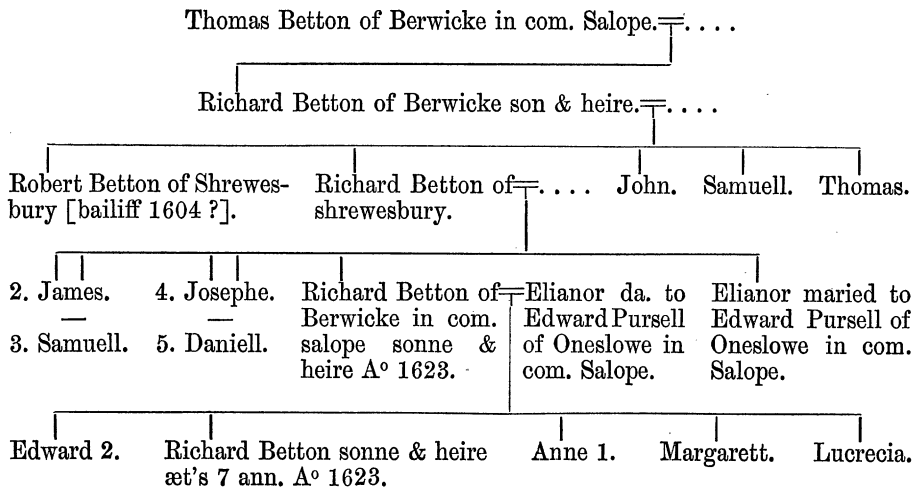 Thomas Betton of Berwicke in com. Salope.=. . . .
Richard Betton of Berwicke son & heire.=. . . .
Robert Betton of Shrewes-
bury [bailiff 1604 ?].
Richard Betton of=. . . .
shrewesbury.
John.
Samuell.
Thomas.
2. James.
—
3. Samuell.
4. Josephe.
—
5. Daniell.
Richard Betton of=
Berwicke in com.
salope sonne &
heire Aº 1623.
Elianor da. to
Edward Pursell
of Oneslowe in
com. Salope.
Elianor maried to
Edward Pursell of
Oneslowe in com.
Salope.
Edward 2.
Richard Betton sonne & heire
æt's 7 ann. Aº 1623.
Anne 1.
Margarett.
Lucrecia.